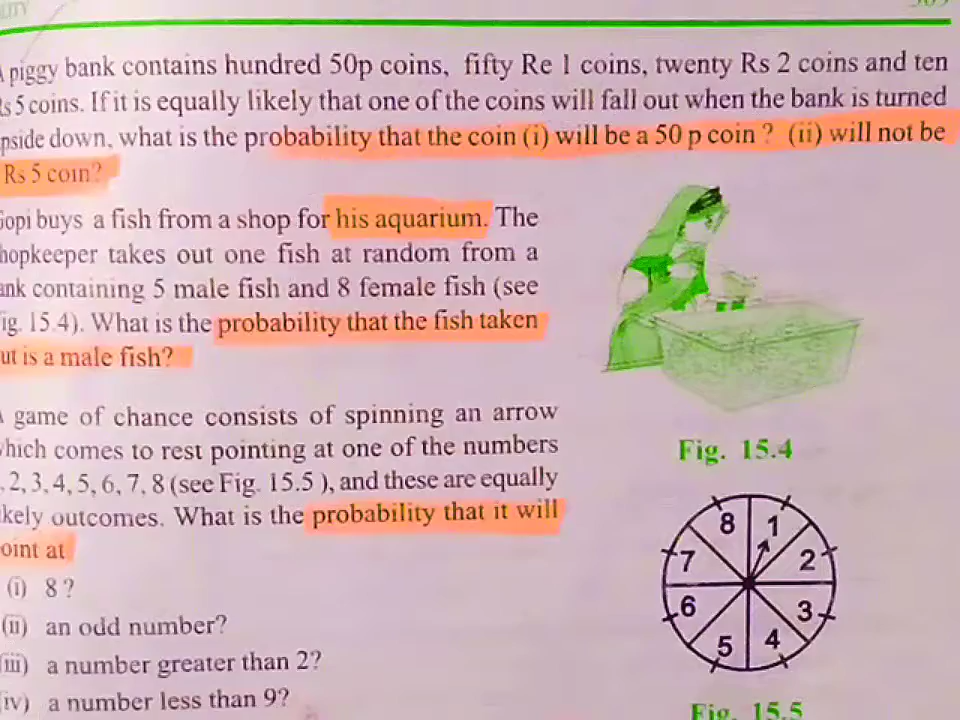 piggy bank contains hundred 50p coins, fifty Re 1 coins, twenty Rs 2 coins and ten
Rs 5 coins. If it is equally likely that one of the coins will fall out when the bank is turned
pside down, what is the probability that the coin (i) will be a 50 p coin ? (ii) will not be
Rs 5 coin?
Gopi buys a fish from a shop for his aquarium. The
hopkeeper takes out one fish at random from a
ank containing 5 male fish and 8 female fish (see
ig. 15.4). What is the probability that the fish taken
ut is a male fish?
Fig. 15.4
A game of chance consists of spinning an arrow
which comes to rest pointing at one of the numbers
, 2, 3, 4, 5, 6, 7, 8 (see Fig. 15.5 ), and these are equally
kely outcomes. What is the probability that it will
oint at
(i) 8 ?
(ii) an odd number?
(iii) a number greater than 2?
(iv) a number less than 9?
8 1
7 2
6 3
5 4
Fig. 15.5